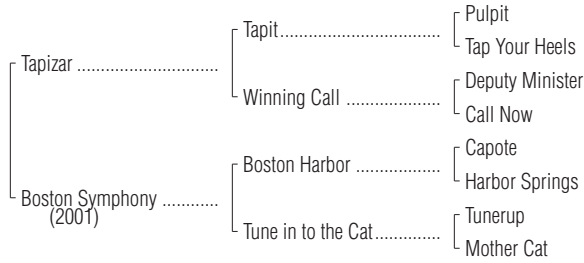 Pulpit
Tapit
Tap Your Heels
Tapizar
Deputy Minister
Winning Call
Call Now
Capote
Boston Harbor
Harbor Springs
Boston Symphony
(2001)
Tunerup
Tune in to the Cat
Mother Cat